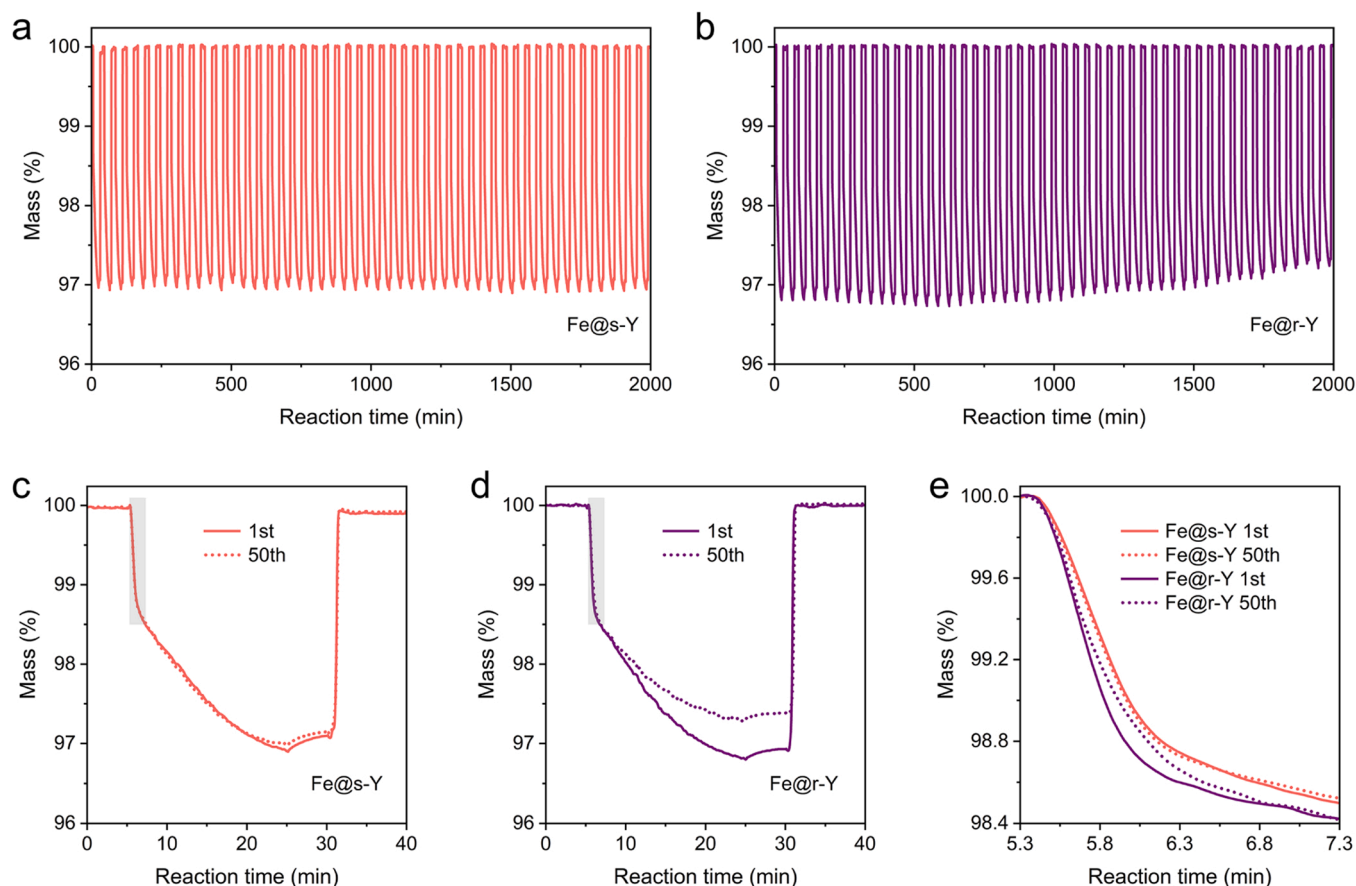 a
100
99
98
97
96
Mass (%)
0
500
1000
1500
2000
Reaction time (min)
Fe@s-Y
b
100
99
98
97
96
Mass (%)
0
500
1000
1500
2000
Reaction time (min)
Fe@r-Y
c
100
99
98
97
96
Mass (%)
1st
50th
Fe@s-Y
0
10
20
30
40
Reaction time (min)
d
100
99
98
97
96
Mass (%)
1st
50th
Fe@r-Y
0
10
20
30
40
Reaction time (min)
e
100.0
99.6
99.2
98.8
98.4
Mass (%)
Fe@s-Y 1st
Fe@s-Y 50th
Fe@r-Y 1st
Fe@r-Y 50th
5.3
5.8
6.3
6.8
7.3
Reaction time (min)